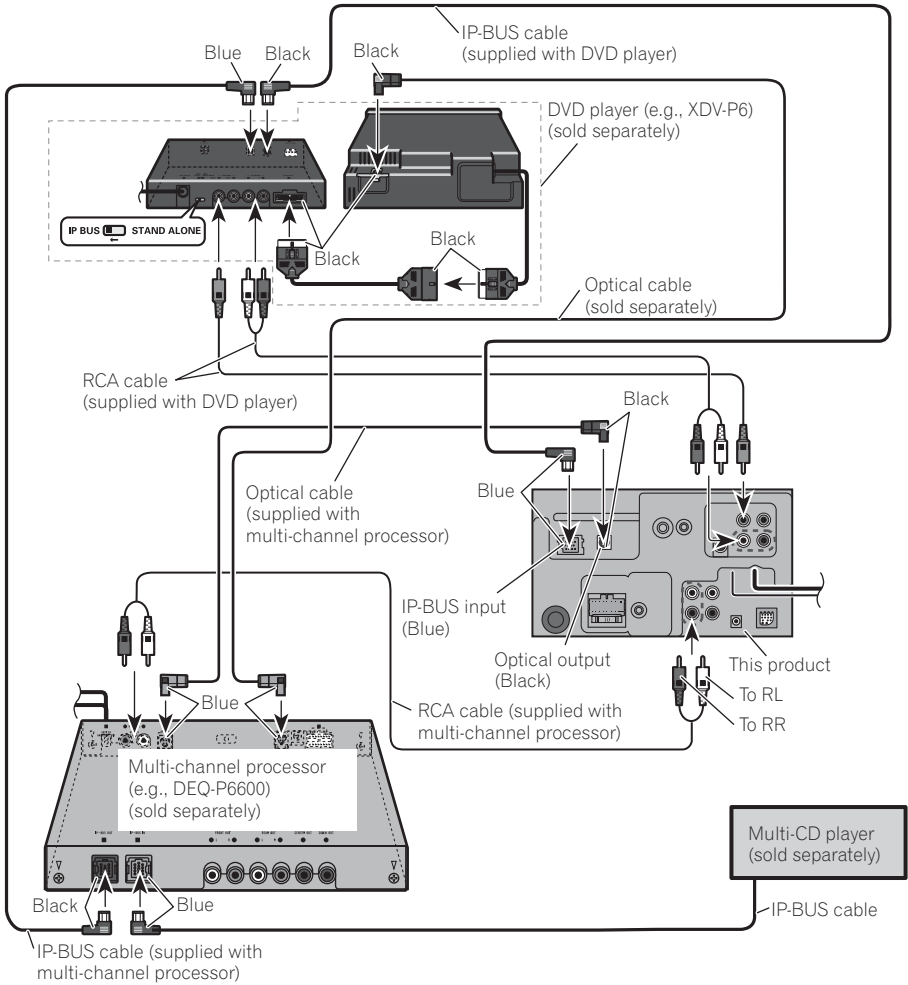 IP-BUS cable
(supplied with DVD player)
Blue
Black
Black
DVD player (e.g., XDV-P6)
(sold separately)
IP BUS
STAND ALONE
Black
Black
Optical cable
(sold separately)
RCA cable
(supplied with DVD player)
Black
Optical cable
(supplied with
multi-channel processor)
Blue
IP-BUS input
(Blue)
Optical output
(Black)
This product
To RL
To RR
Blue
RCA cable (supplied with
multi-channel processor)
Multi-channel processor
(e.g., DEQ-P6600)
(sold separately)
Multi-CD player
(sold separately)
Black
Blue
IP-BUS cable
IP-BUS cable (supplied with
multi-channel processor)